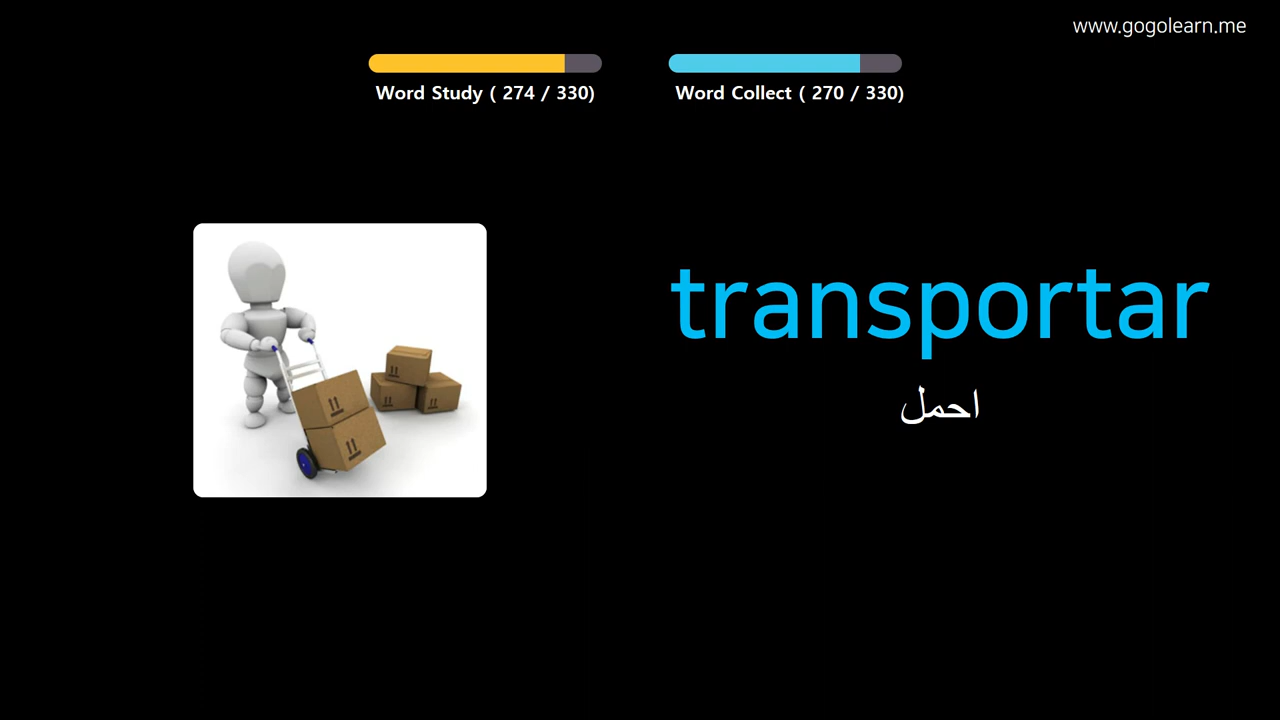 www.gogolearn.me
Word Study ( 274 / 330)
Word Collect ( 270 / 330)
transportar
احمل